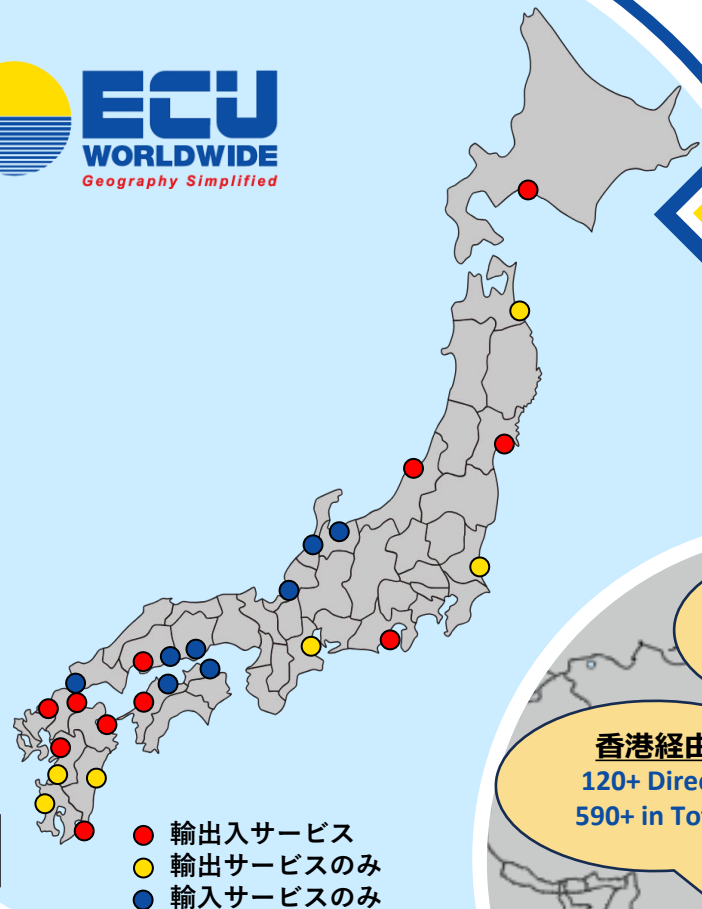 ECU
WORLDWIDE
Geography Simplified
輸出入サービス
輸出サービスのみ
輸入サービスのみ
香港経由
120+ Direc
590+ in To